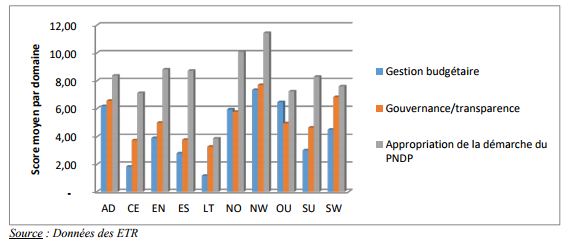 Score moyen par domaine
12,00
10,00
8,00
6,00
4,00
2,00
-
AD CE EN ES LT NO NW OU SU SW
Gestion budgétaire
Gouvernance/transparence
Appropriation de la démarche du
PNDP
Source : Données des ETR